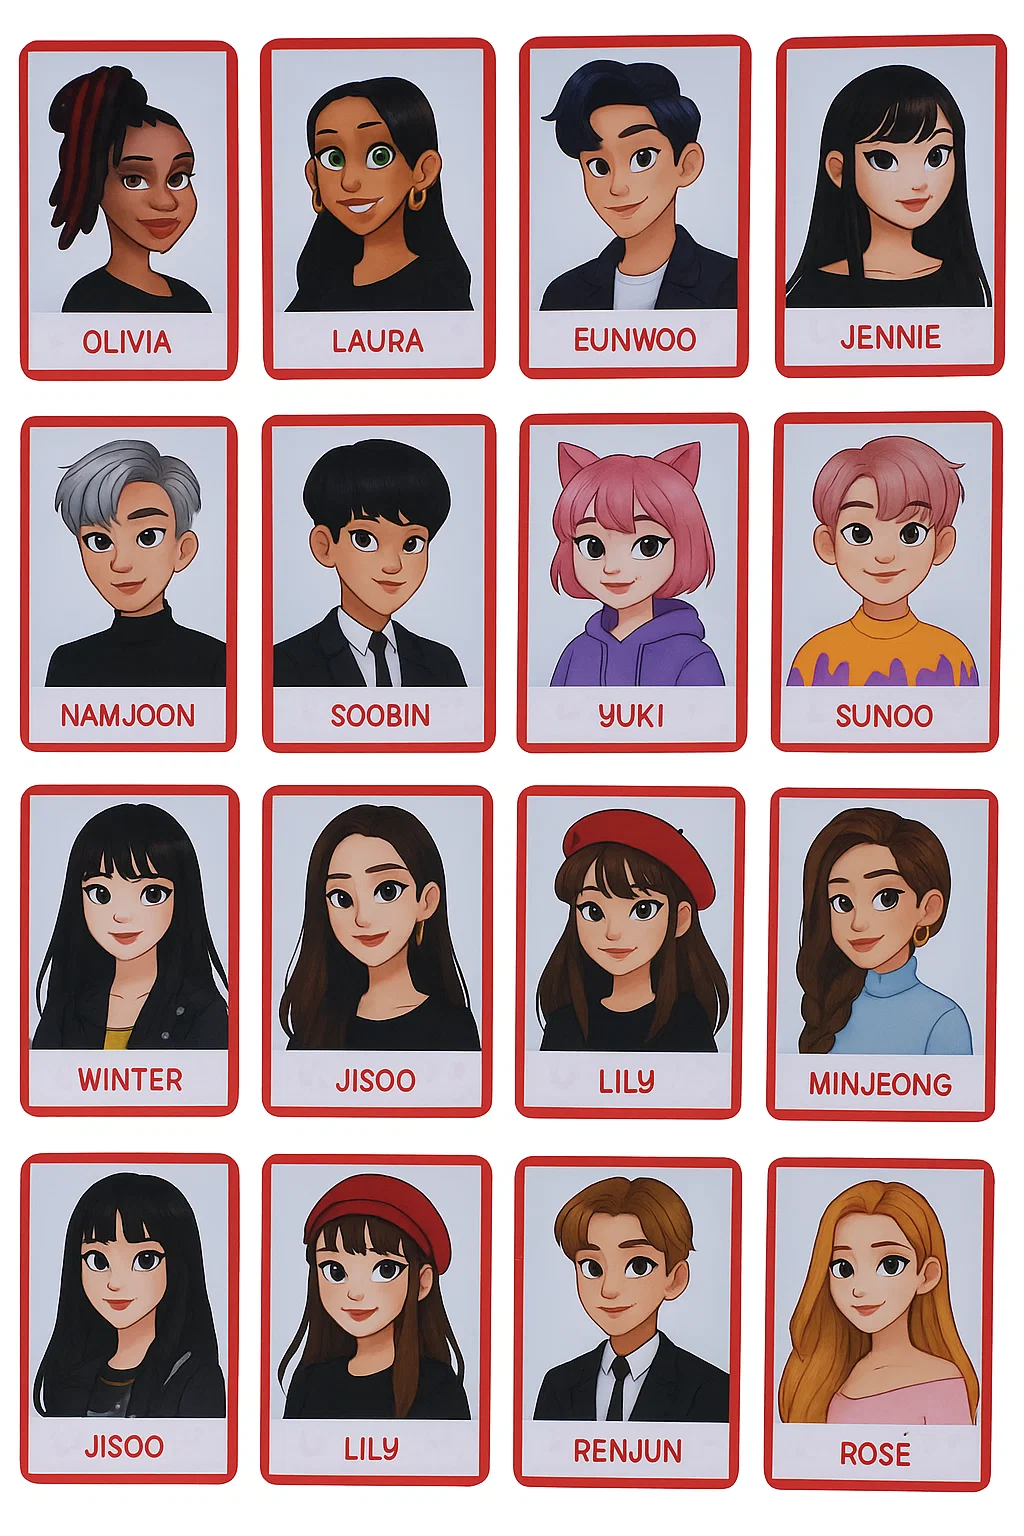 OLIVIA
LAURA
EUNWOO
JENNIE
NAMJOON
SOOBIN
YUKI
SUNOO
WINTER
JISOO
LILY
MINJEONG
JISOO
LILY
RENJUN
ROSÉ